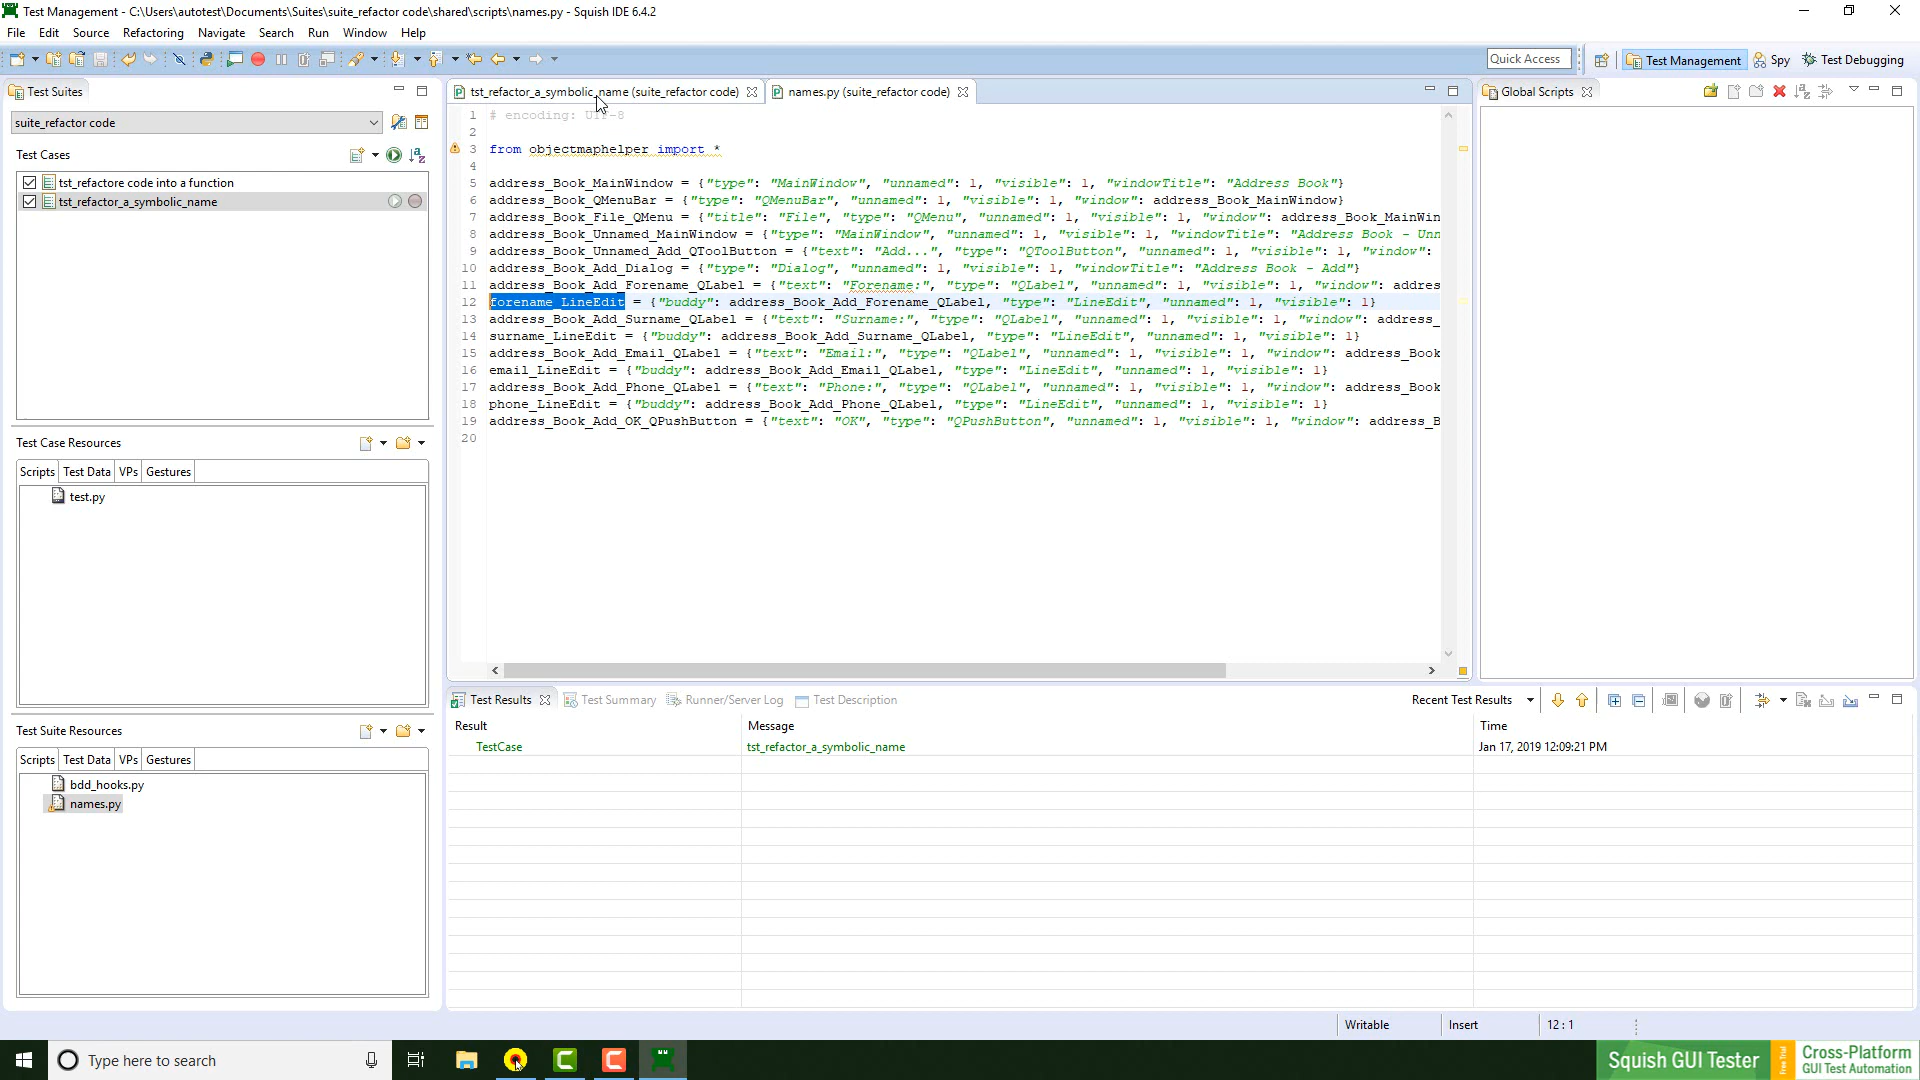 Test Management - C:\Users\autotest\Documents\Suites\suite_refactor code\shared\scripts\names.py - Squish IDE 6.4.2
File Edit Source Refactoring Navigate Search Run Window Help
Quick Access
Test Management
Spy
Test Debugging
Test Suites
suite_refactor code
Test Cases
tst_refactore code into a function
tst_refactor_a_symbolic_name
Test Case Resources
Scripts Test Data VPs Gestures
test.py
Test Suite Resources
Scripts Test Data VPs Gestures
bdd_hooks.py
names.py
tst_refactor_a_symbolic_name (suite_refactor code)
names.py (suite_refactor code)
1 # encoding: UTF-8
2
3 from objectmaphelper import *
4
5 address_Book_MainWindow = {"type": "MainWindow", "unnamed": 1, "visible": 1, "windowTitle": "Address Book"}
6 address_Book_QMenuBar = {"type": "QMenuBar", "unnamed": 1, "visible": 1, "window": address_Book_MainWindow}
7 address_Book_File_QMenu = {"title": "File", "type": "QMenu", "unnamed": 1, "visible": 1, "window": address_Book_MainWin
8 address_Book_Unnamed_MainWindow = {"type": "MainWindow", "unnamed": 1, "visible": 1, "windowTitle": "Address Book - Unn
9 address_Book_Unnamed_Add_QToolButton = {"text": "Add...", "type": "QToolButton", "unnamed": 1, "visible": 1, "window":
10 address_Book_Add_Dialog = {"type": "Dialog", "unnamed": 1, "visible": 1, "windowTitle": "Address Book - Add"}
11 address_Book_Add_Forename_QLabel = {"text": "Forename:", "type": "QLabel", "unnamed": 1, "visible": 1, "window": addres
12 forename_LineEdit = {"buddy": address_Book_Add_Forename_QLabel, "type": "LineEdit", "unnamed": 1, "visible": 1}
13 address_Book_Add_Surname_QLabel = {"text": "Surname:", "type": "QLabel", "unnamed": 1, "visible": 1, "window": address_
14 surname_LineEdit = {"buddy": address_Book_Add_Surname_QLabel, "type": "LineEdit", "unnamed": 1, "visible": 1}
15 address_Book_Add_Email_QLabel = {"text": "Email:", "type": "QLabel", "unnamed": 1, "visible": 1, "window": address_Book
16 email_LineEdit = {"buddy": address_Book_Add_Email_QLabel, "type": "LineEdit", "unnamed": 1, "visible": 1}
17 address_Book_Add_Phone_QLabel = {"text": "Phone:", "type": "QLabel", "unnamed": 1, "visible": 1, "window": address_Book
18 phone_LineEdit = {"buddy": address_Book_Add_Phone_QLabel, "type": "LineEdit", "unnamed": 1, "visible": 1}
19 address_Book_Add_OK_QPushButton = {"text": "OK", "type": "QPushButton", "unnamed": 1, "visible": 1, "window": address_B
20
Global Scripts
Test Results Test Summary Runner/Server Log Test Description
Recent Test Results
Result Message Time
TestCase tst_refactor_a_symbolic_name Jan 17, 2019 12:09:21 PM
Writable Insert 12 : 1
Type here to search
Squish GUI Tester
Free Trial
Cross-Platform
GUI Test Automation